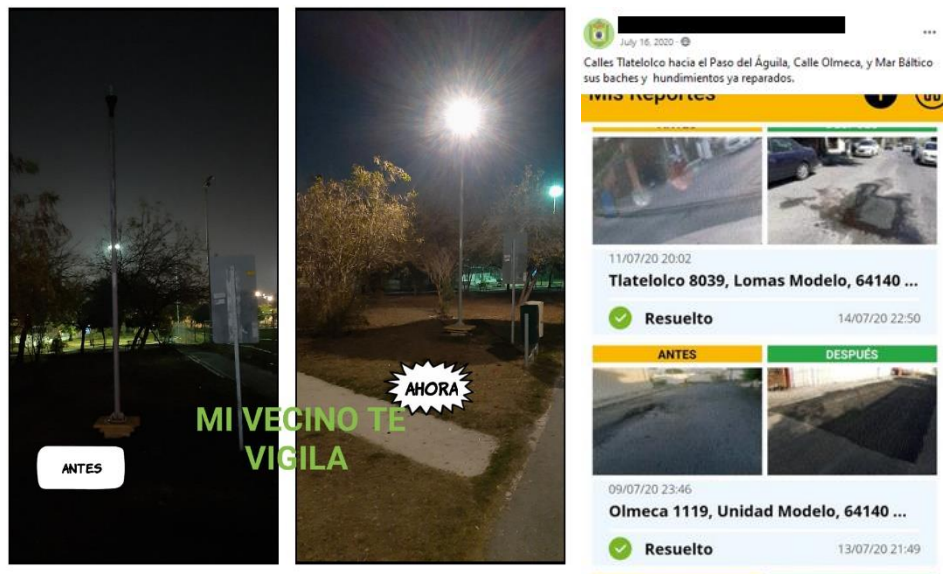 ANTES
AHORA
MI VECINO TE
VIGILA
July 16, 2020
Calles Tlatelolco hacia el Paso del Águila, Calle Olmeca, y Mar Báltico
sus baches y hundimientos ya reparados.
Mis Reportes
ANTES DESPUÉS
11/07/20 20:02
Tlatelolco 8039, Lomas Modelo, 64140 ...
Resuelto 14/07/20 22:50
ANTES DESPUÉS
09/07/20 23:46
Olmeca 1119, Unidad Modelo, 64140 ...
Resuelto 13/07/20 21:49